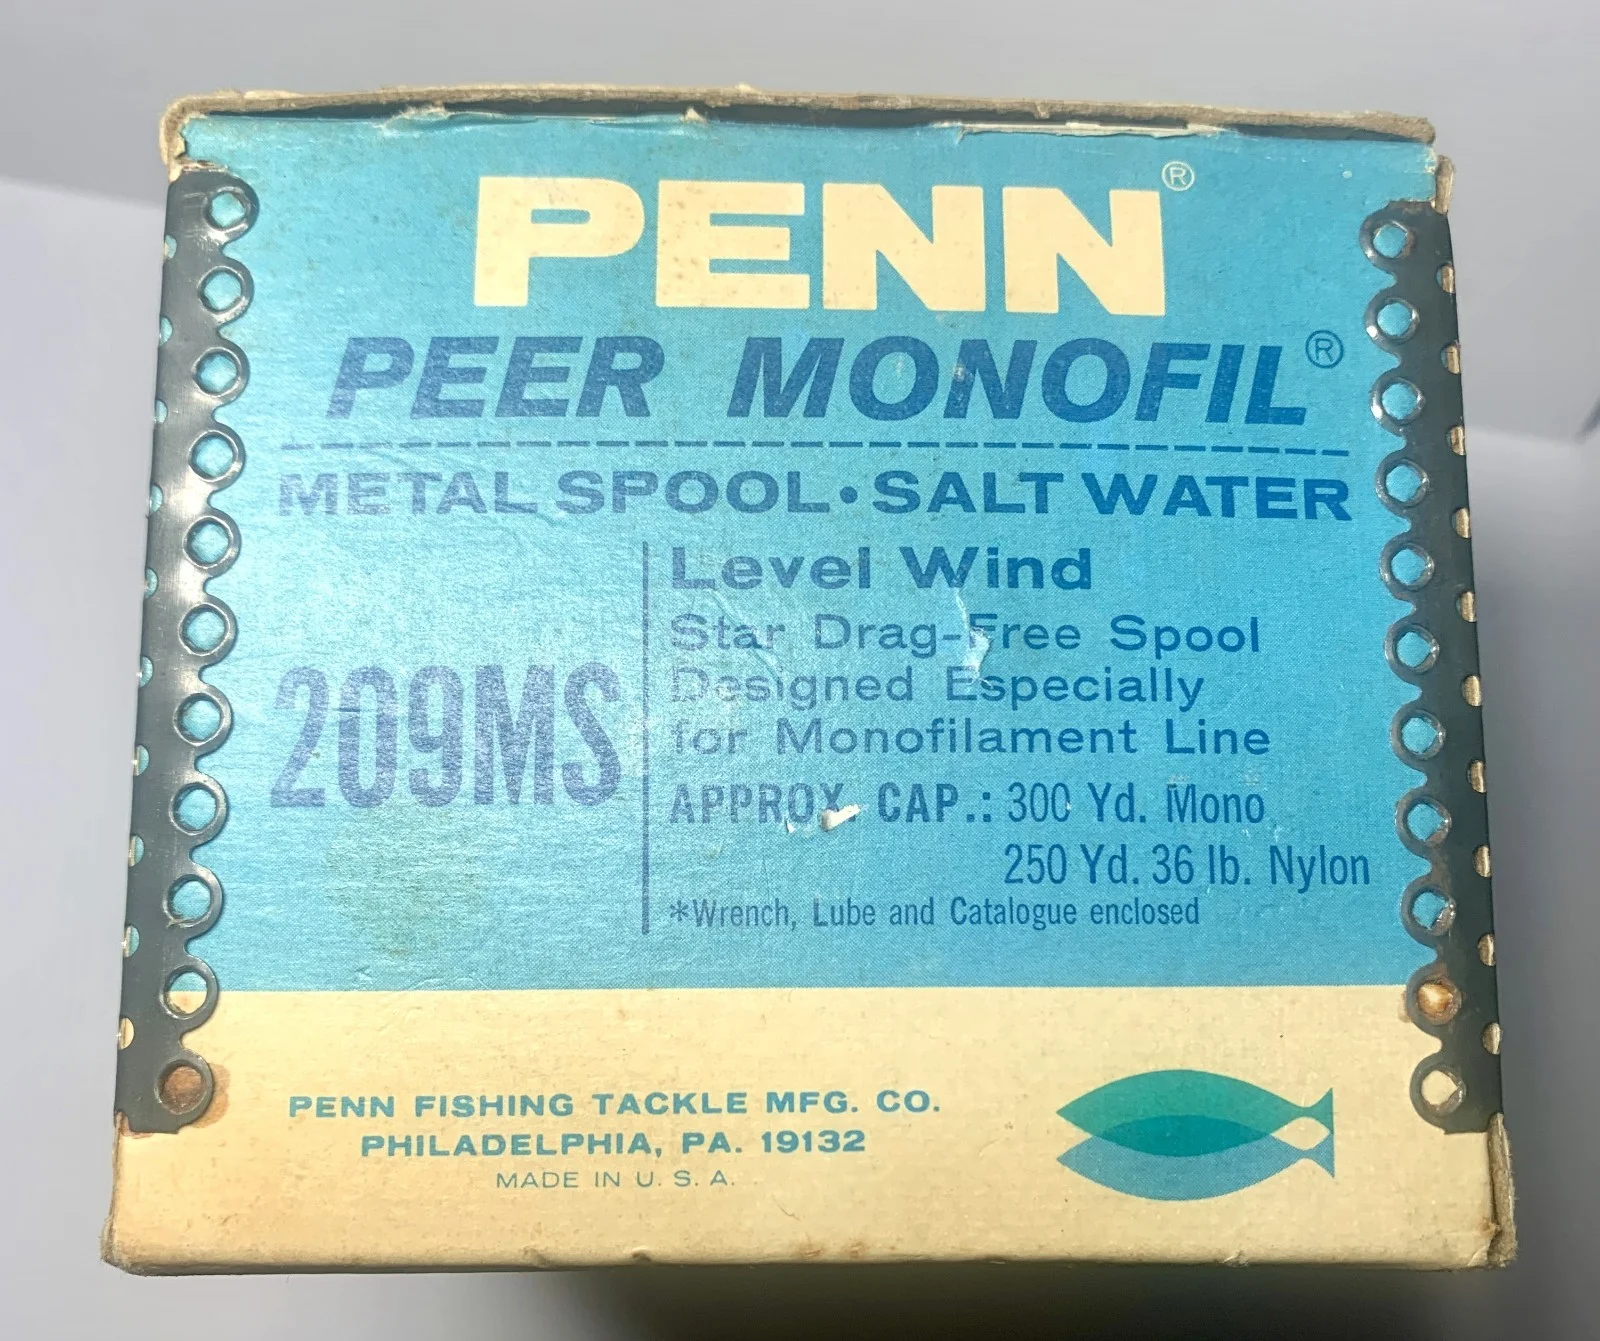 PENN®
PEER MONOFIL®
METAL SPOOL • SALT WATER
209MS
Level Wind
Star Drag-Free Spool
Designed Especially
for Monofilament Line
APPROX. CAP.: 300 Yd. Mono
250 Yd. 36 lb. Nylon
*Wrench, Lube and Catalogue enclosed
PENN FISHING TACKLE MFG. CO.
PHILADELPHIA, PA. 19132
MADE IN U. S. A.